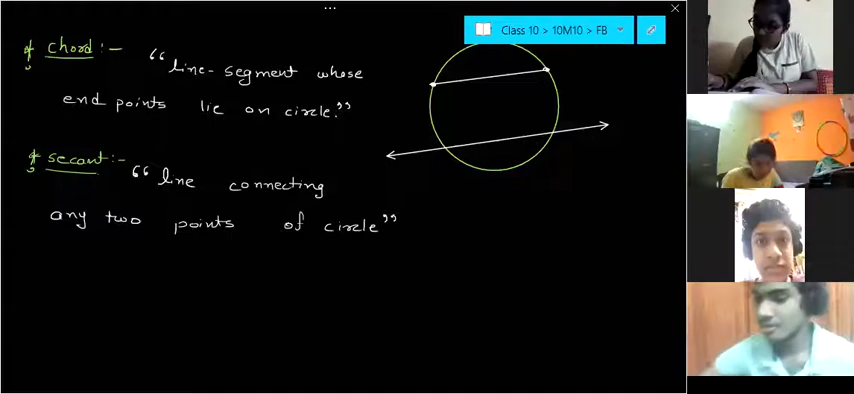 Class 10 > 10M10 > FB
* chord :- "line-segment whose
end points lie on circle."
* secant :- "line connecting
any two points of circle"